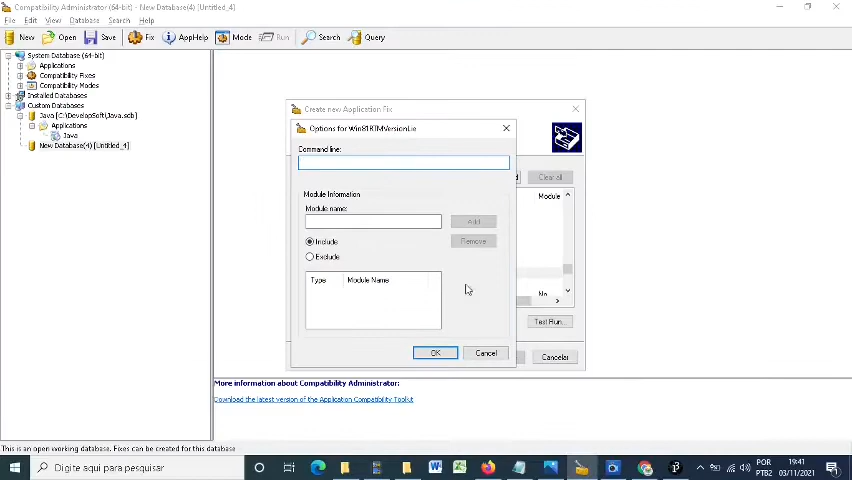 Compatibility Administrator (64-bit) - New Database(4) [Untitled_4]
File Edit View Database Search Help
New Open Save Fix AppHelp Mode Run Search Query
System Database (64-bit)
Applications
Compatibility Fixes
Compatibility Modes
Installed Databases
Custom Databases
Java [C:\DevelopSoft\Java.sdb]
Applications
Java
New Database(4) [Untitled_4]
Create new Application Fix
Options for Win81RTMVersionLie
Command line:
Clear all
Module Information
Module
Module name:
Add
Include
Remove
Exclude
Type Module Name
No
Test Run...
OK Cancel
Cancelar
More information about Compatibility Administrator:
Download the latest version of the Application Compatibility Toolkit
This is an open working database. Fixes can be created for this database
Digite aqui para pesquisar
POR
PTB2
19:41
03/11/2021